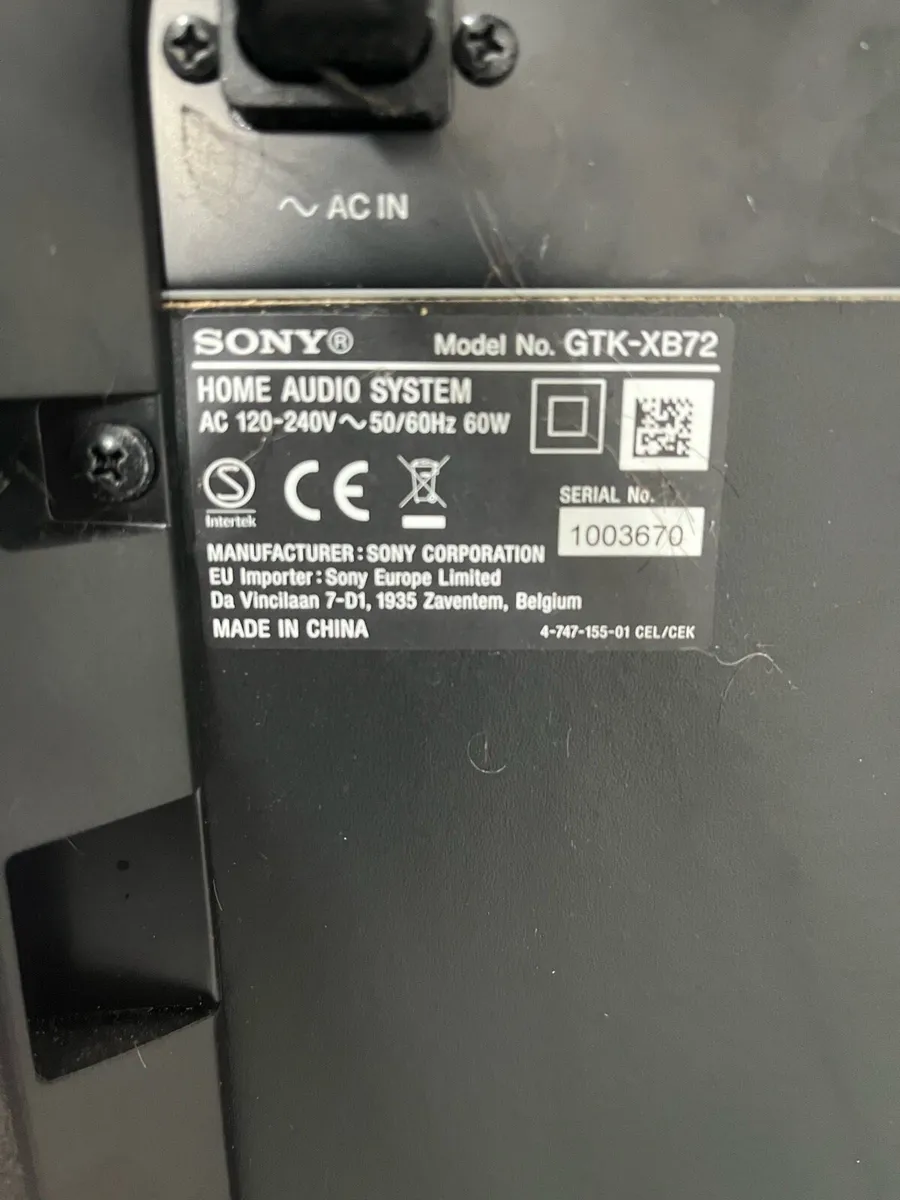 ～ AC IN
SONY® Model No. GTK-XB72
HOME AUDIO SYSTEM
AC 120-240V～50/60Hz 60W
S
Intertek
CE
SERIAL No.
1003670
MANUFACTURER : SONY CORPORATION
EU Importer : Sony Europe Limited
Da Vincilaan 7-D1, 1935 Zaventem, Belgium
MADE IN CHINA 4-747-155-01 CEL/CEK